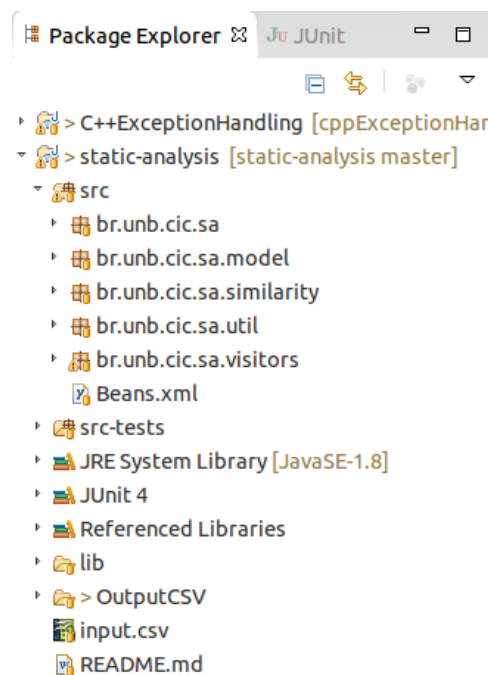 Package Explorer JUnit
> C++ExceptionHandling [cppExceptionHar
> static-analysis [static-analysis master]
src
br.unb.cic.sa
br.unb.cic.sa.model
br.unb.cic.sa.similarity
br.unb.cic.sa.util
br.unb.cic.sa.visitors
Beans.xml
src-tests
JRE System Library [JavaSE-1.8]
JUnit 4
Referenced Libraries
lib
> OutputCSV
input.csv
README.md